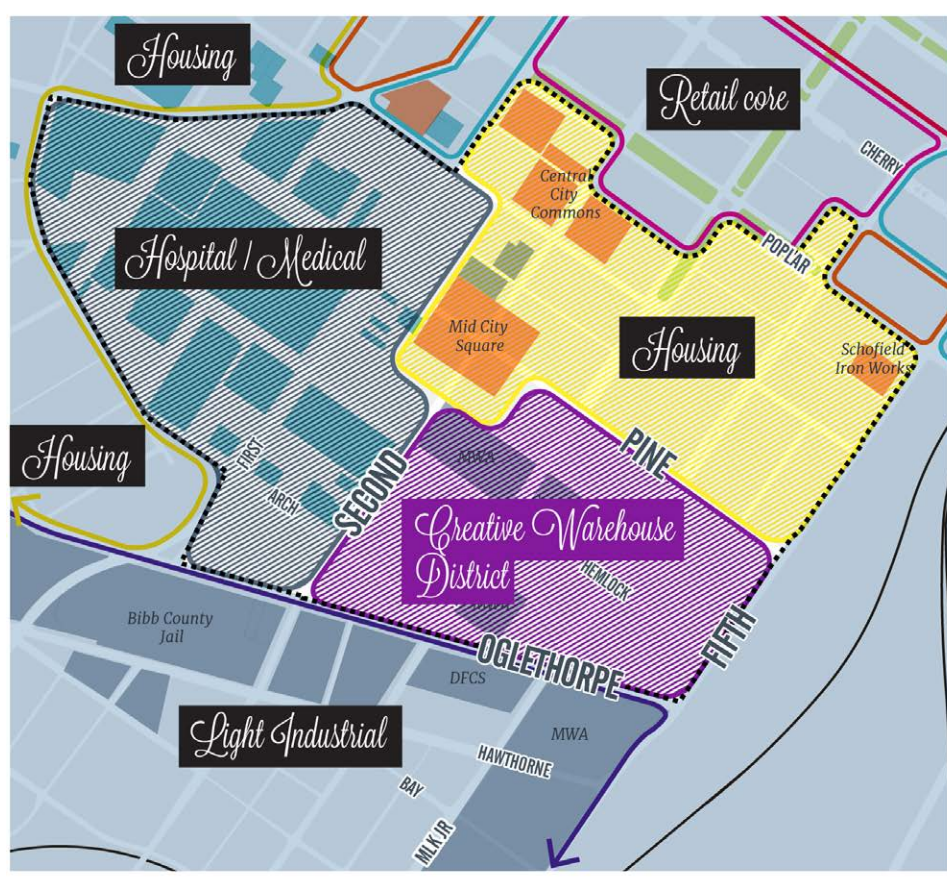 Housing
Retail core
CHERRY
Central
City
Commons
Hospital / Medical
POPLAR
Mid City
Square
Housing
Schofield
Iron Works
Housing
FIRST
ARCH
SECOND
MWA
PINE
Creative Warehouse
District
HEMLOCK
FIFTH
OGLETHORPE
Bibb County
Jail
DFCS
Light Industrial
MWA
HAWTHORNE
BAY
MLK JR